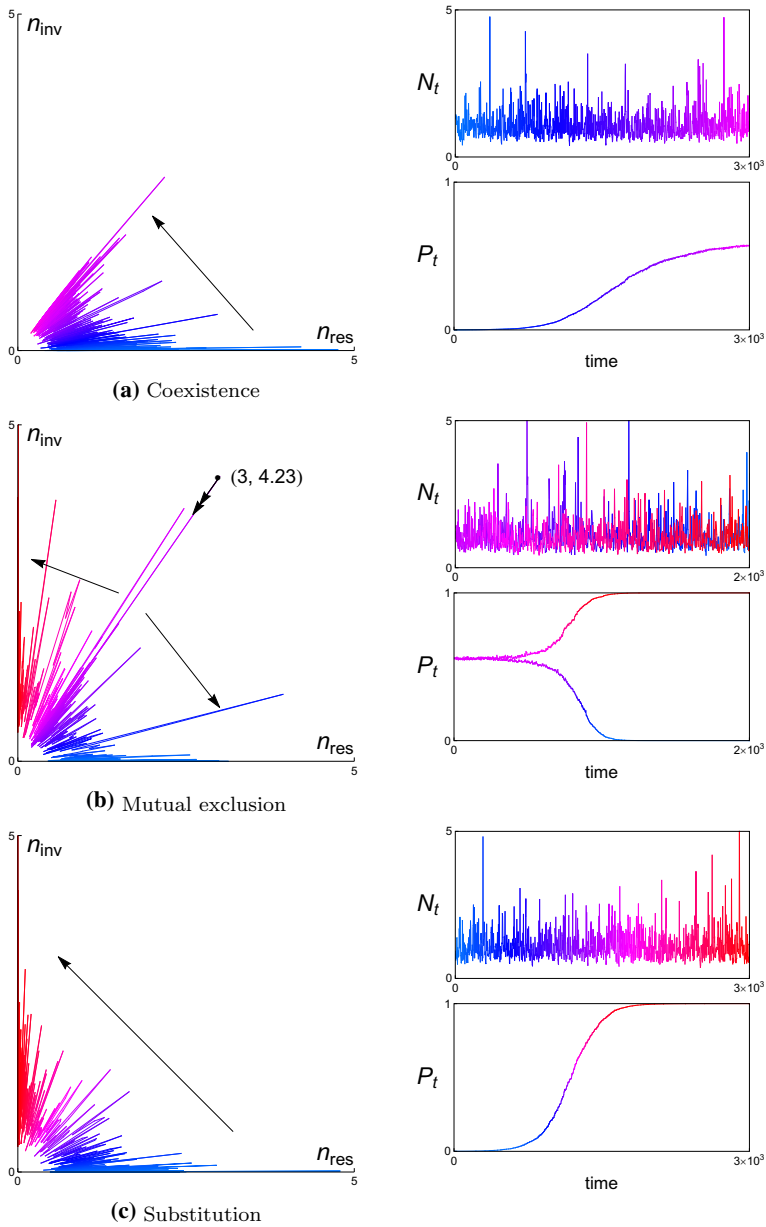 5
n_inv
n_res
0
0
5
5
N_t
0
0
3×10³
1
P_t
0
0
3×10³
time
(a) Coexistence
5
n_inv
(3, 4.23)
n_res
0
0
5
5
N_t
0
0
2×10³
1
P_t
0
0
2×10³
time
(b) Mutual exclusion
5
n_inv
n_res
0
0
5
5
N_t
0
0
3×10³
1
P_t
0
0
3×10³
time
(c) Substitution